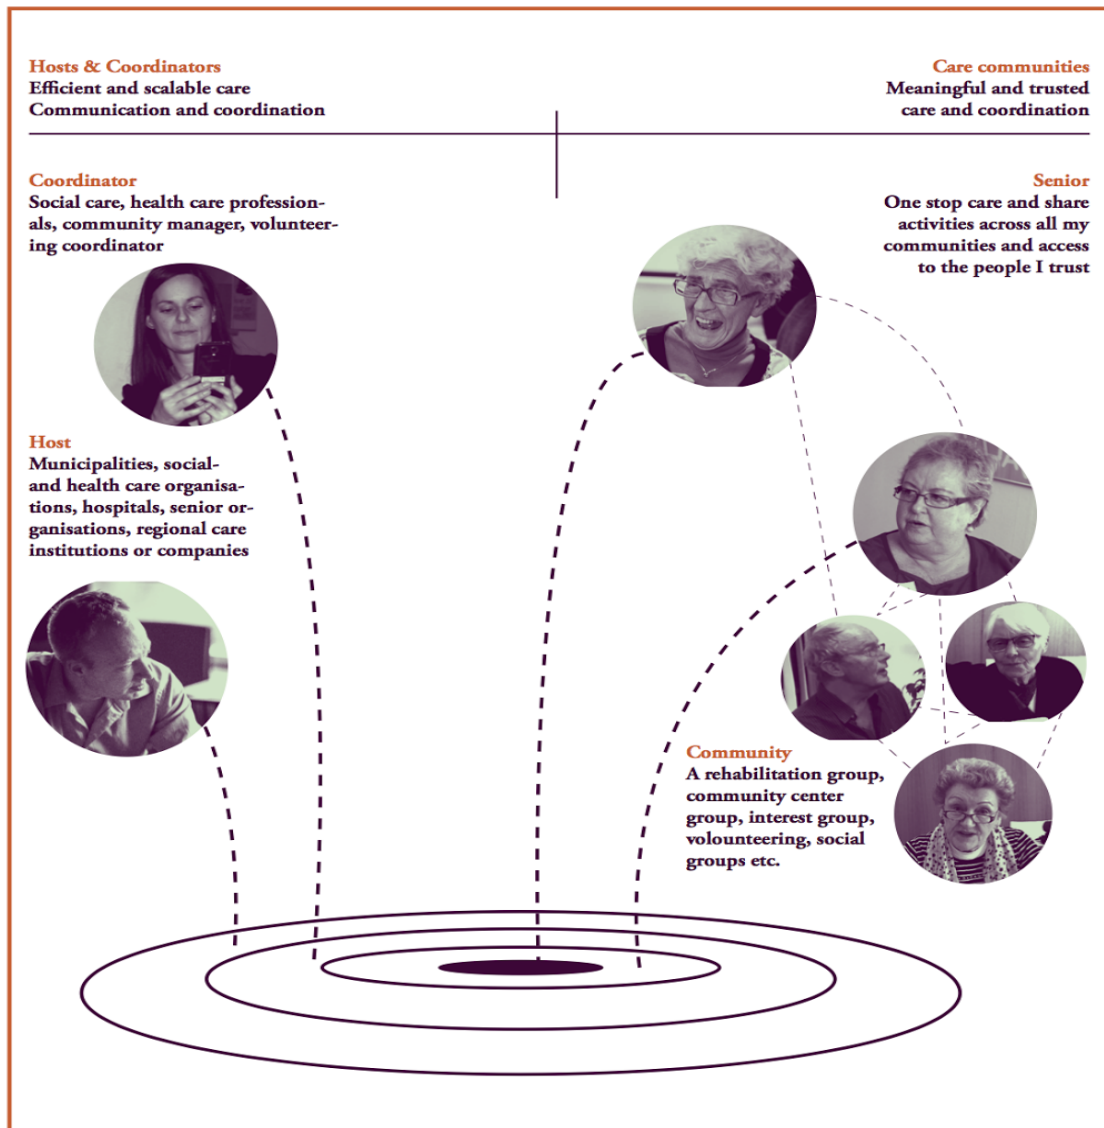 Hosts & Coordinators
Efficient and scalable care
Communication and coordination
Care communities
Meaningful and trusted
care and coordination
Coordinator
Social care, health care profession-
als, community manager, volunteer-
ing coordinator
Senior
One stop care and share
activities across all my
communities and access
to the people I trust
Host
Municipalities, social-
and health care organisa-
tions, hospitals, senior or-
ganisations, regional care
institutions or companies
Community
A rehabilitation group,
community center
group, interest group,
volounteering, social
groups etc.